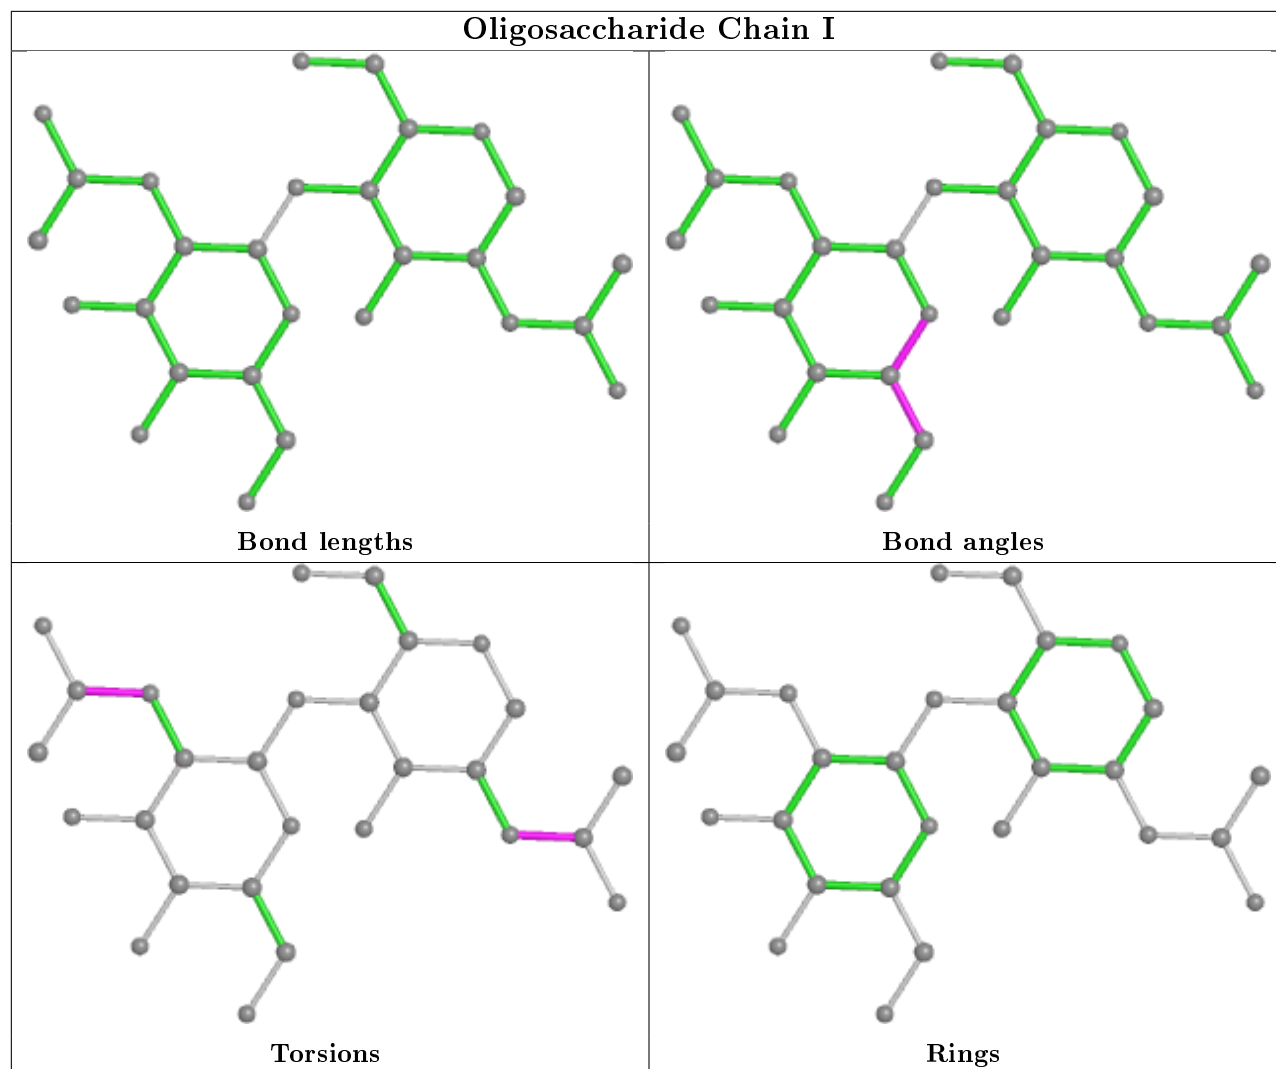 Oligosaccharide Chain I
Bond lengths
Bond angles
Torsions
Rings